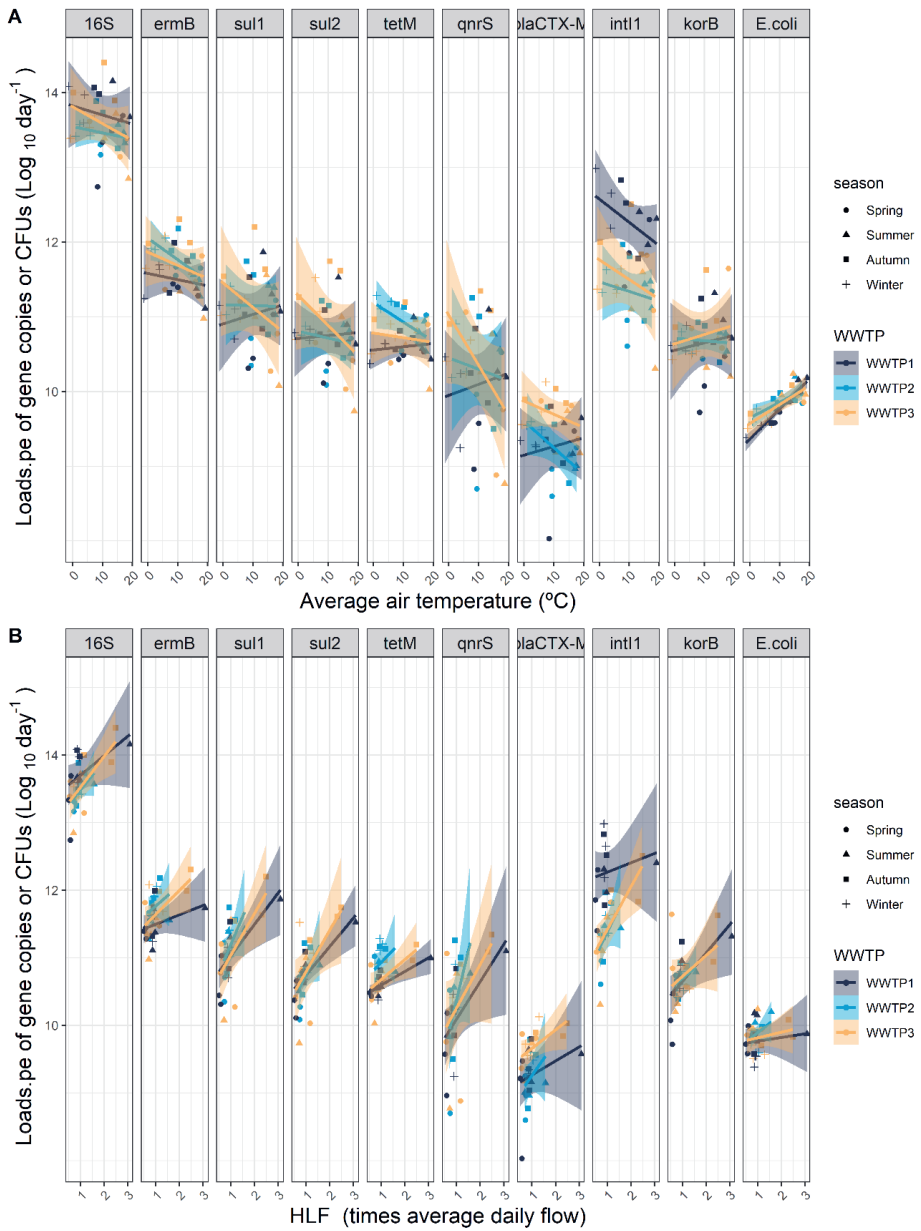 A
16S ermB sul1 sul2 tetM qnrS blaCTX-M intI1 korB E.coli
Loads.pe of gene copies or CFUs (Log 10 day-1 )
14
12
10
0 10 20 0 10 20 0 10 20 0 10 20 0 10 20 0 10 20 0 10 20 0 10 20 0 10 20 0 10 20
Average air temperature (ºC)
season
Spring
Summer
Autumn
Winter
WWTP
WWTP1
WWTP2
WWTP3
B
16S ermB sul1 sul2 tetM qnrS blaCTX-M intI1 korB E.coli
Loads.pe of gene copies or CFUs (Log 10 day-1 )
14
12
10
1 2 3 1 2 3 1 2 3 1 2 3 1 2 3 1 2 3 1 2 3 1 2 3 1 2 3 1 2 3
HLF (times average daily flow)
season
Spring
Summer
Autumn
Winter
WWTP
WWTP1
WWTP2
WWTP3